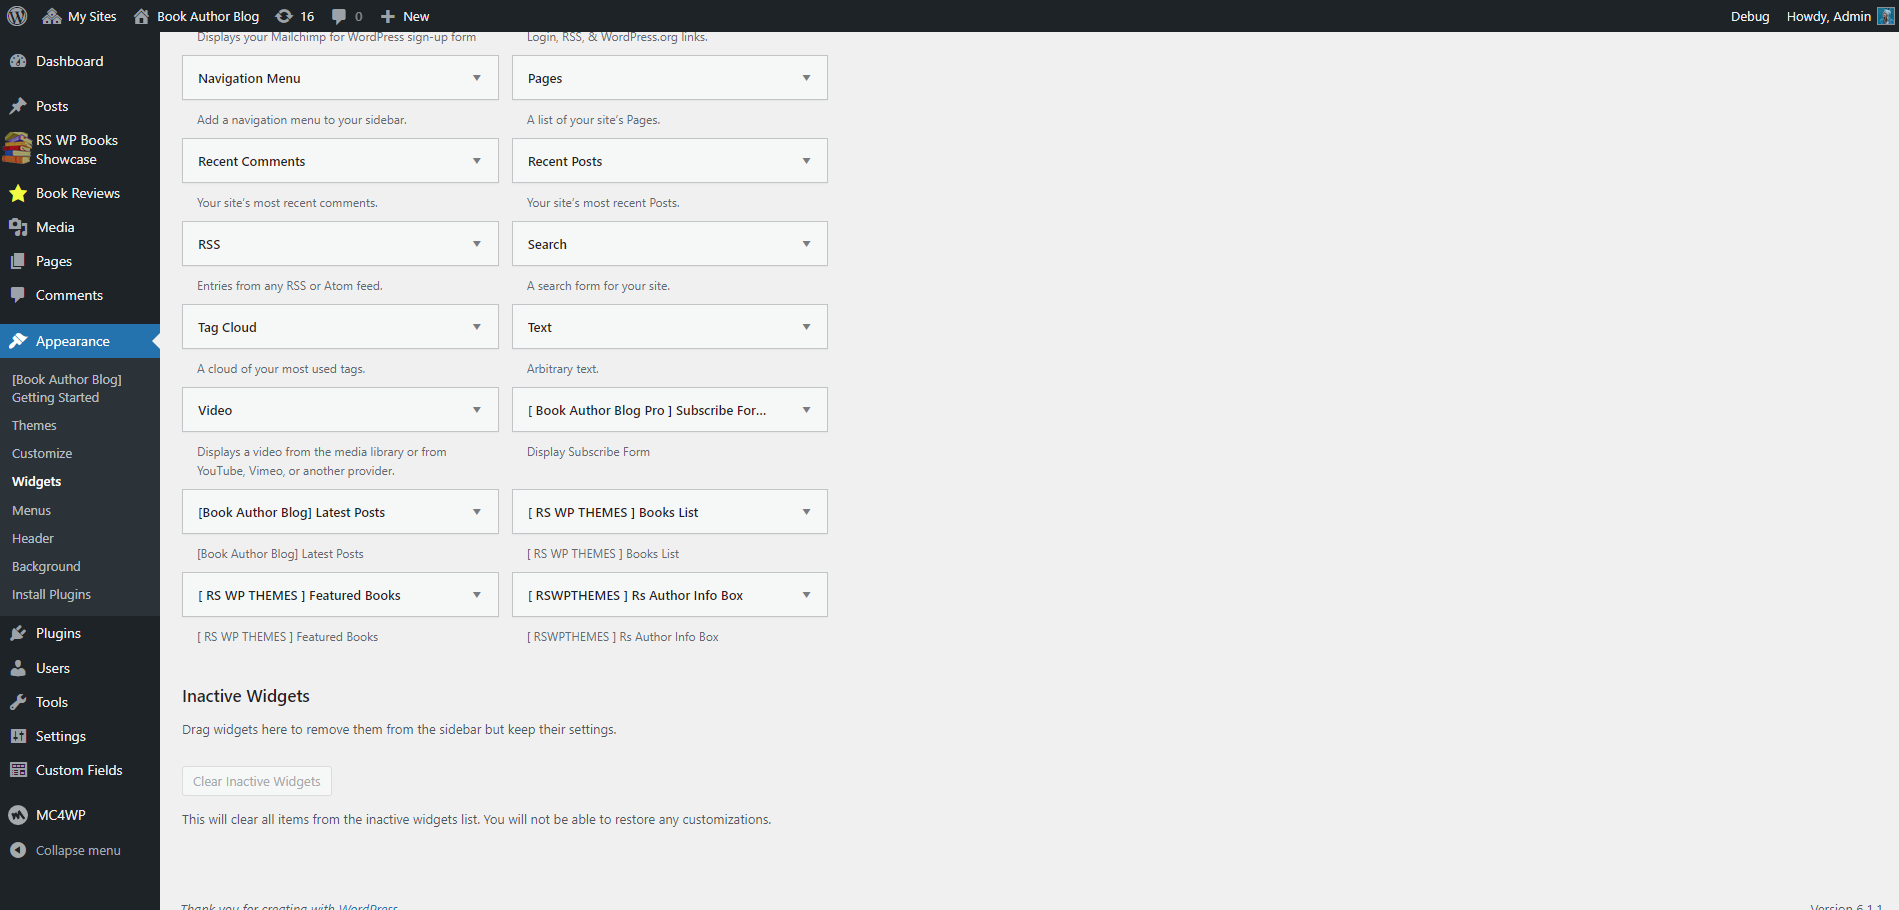 My Sites
Book Author Blog
16
0
New
Debug
Howdy, Admin
Dashboard
Posts
RS WP Books
Showcase
Book Reviews
Media
Pages
Comments
Appearance
[Book Author Blog]
Getting Started
Themes
Customize
Widgets
Menus
Header
Background
Install Plugins
Plugins
Users
Tools
Settings
Custom Fields
MC4WP
Collapse menu
Displays your Mailchimp for WordPress sign-up form
Login, RSS, & WordPress.org links.
Navigation Menu
Pages
Add a navigation menu to your sidebar.
A list of your site’s Pages.
Recent Comments
Recent Posts
Your site’s most recent comments.
Your site’s most recent Posts.
RSS
Search
Entries from any RSS or Atom feed.
A search form for your site.
Tag Cloud
Text
A cloud of your most used tags.
Arbitrary text.
Video
[ Book Author Blog Pro ] Subscribe For...
Displays a video from the media library or from
YouTube, Vimeo, or another provider.
Display Subscribe Form
[Book Author Blog] Latest Posts
[ RS WP THEMES ] Books List
[Book Author Blog] Latest Posts
[ RS WP THEMES ] Books List
[ RS WP THEMES ] Featured Books
[ RSWPTHEMES ] Rs Author Info Box
[ RS WP THEMES ] Featured Books
[ RSWPTHEMES ] Rs Author Info Box
Inactive Widgets
Drag widgets here to remove them from the sidebar but keep their settings.
Clear Inactive Widgets
This will clear all items from the inactive widgets list. You will not be able to restore any customizations.
Thank you for creating with WordPress
Version 6.1.1